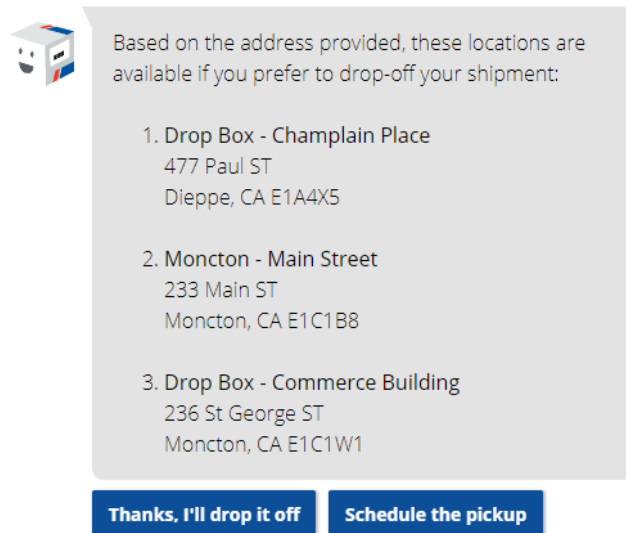 Based on the address provided, these locations are
available if you prefer to drop-off your shipment:
1. Drop Box - Champlain Place
477 Paul ST
Dieppe, CA E1A4X5
2. Moncton - Main Street
233 Main ST
Moncton, CA E1C1B8
3. Drop Box - Commerce Building
236 St George ST
Moncton, CA E1C1W1
Thanks, I'll drop it off Schedule the pickup